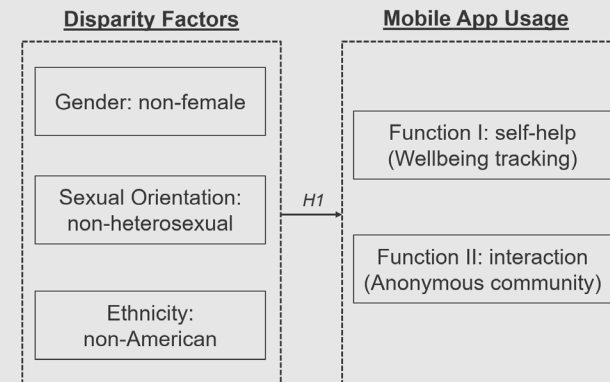 Disparity Factors
Gender: non-female
Sexual Orientation:
non-heterosexual
Ethnicity:
non-American
H1
Mobile App Usage
Function I: self-help
(Wellbeing tracking)
Function II: interaction
(Anonymous community)